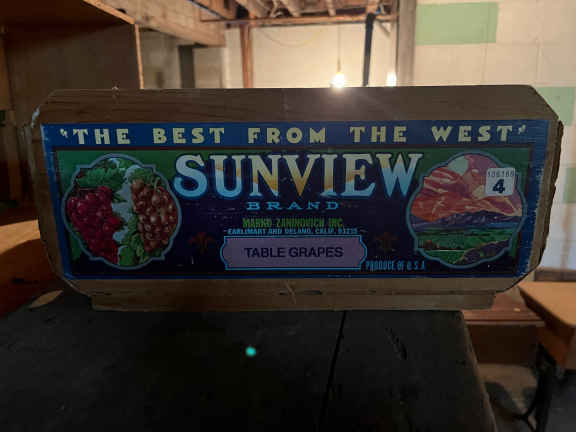 "THE BEST FROM THE WEST"
SUNVIEW
BRAND
MARKO ZANINOVICH INC.
EARLIMART AND DELANO, CALIF. 93215
TABLE GRAPES
PRODUCE OF U.S.A.
106155
4